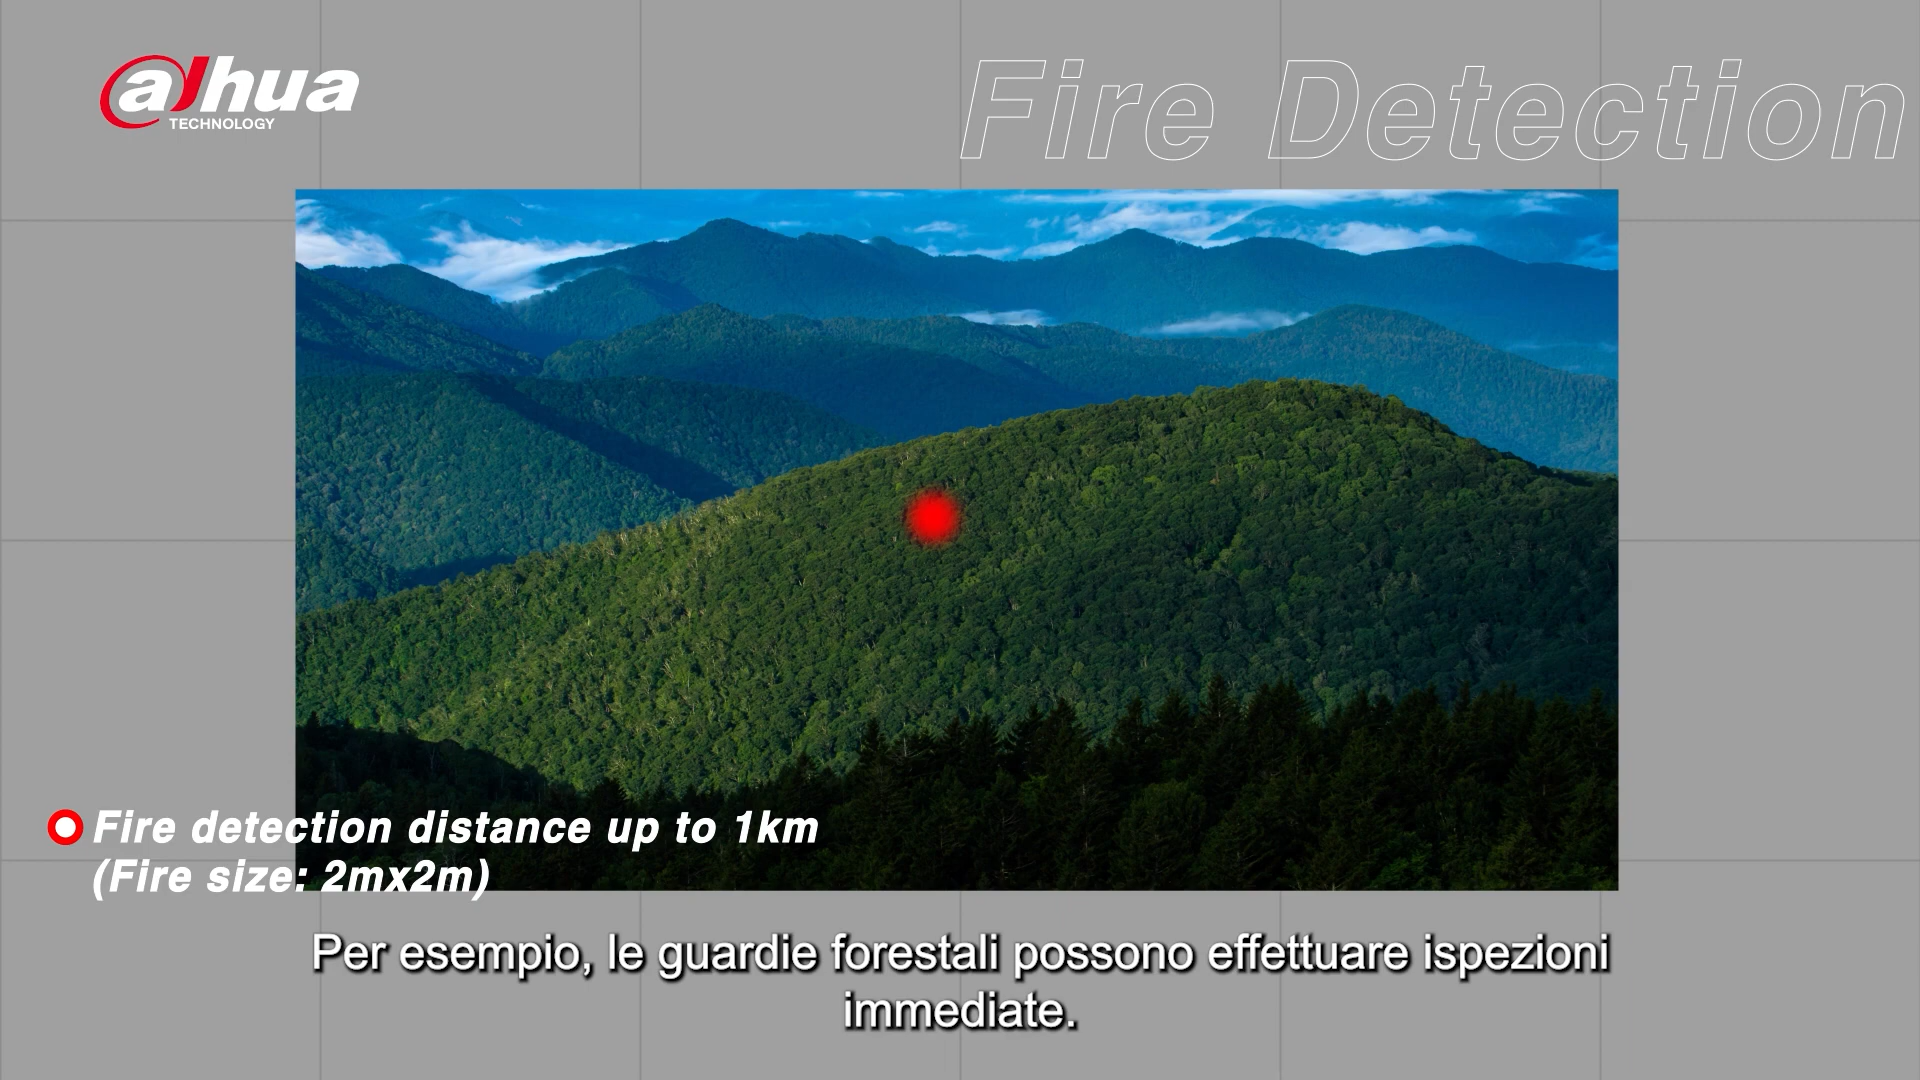 alhua
TECHNOLOGY
Fire Detection
Fire detection distance up to 1km
(Fire size: 2mx2m)
Per esempio, le guardie forestali possono effettuare ispezioni
immediate.